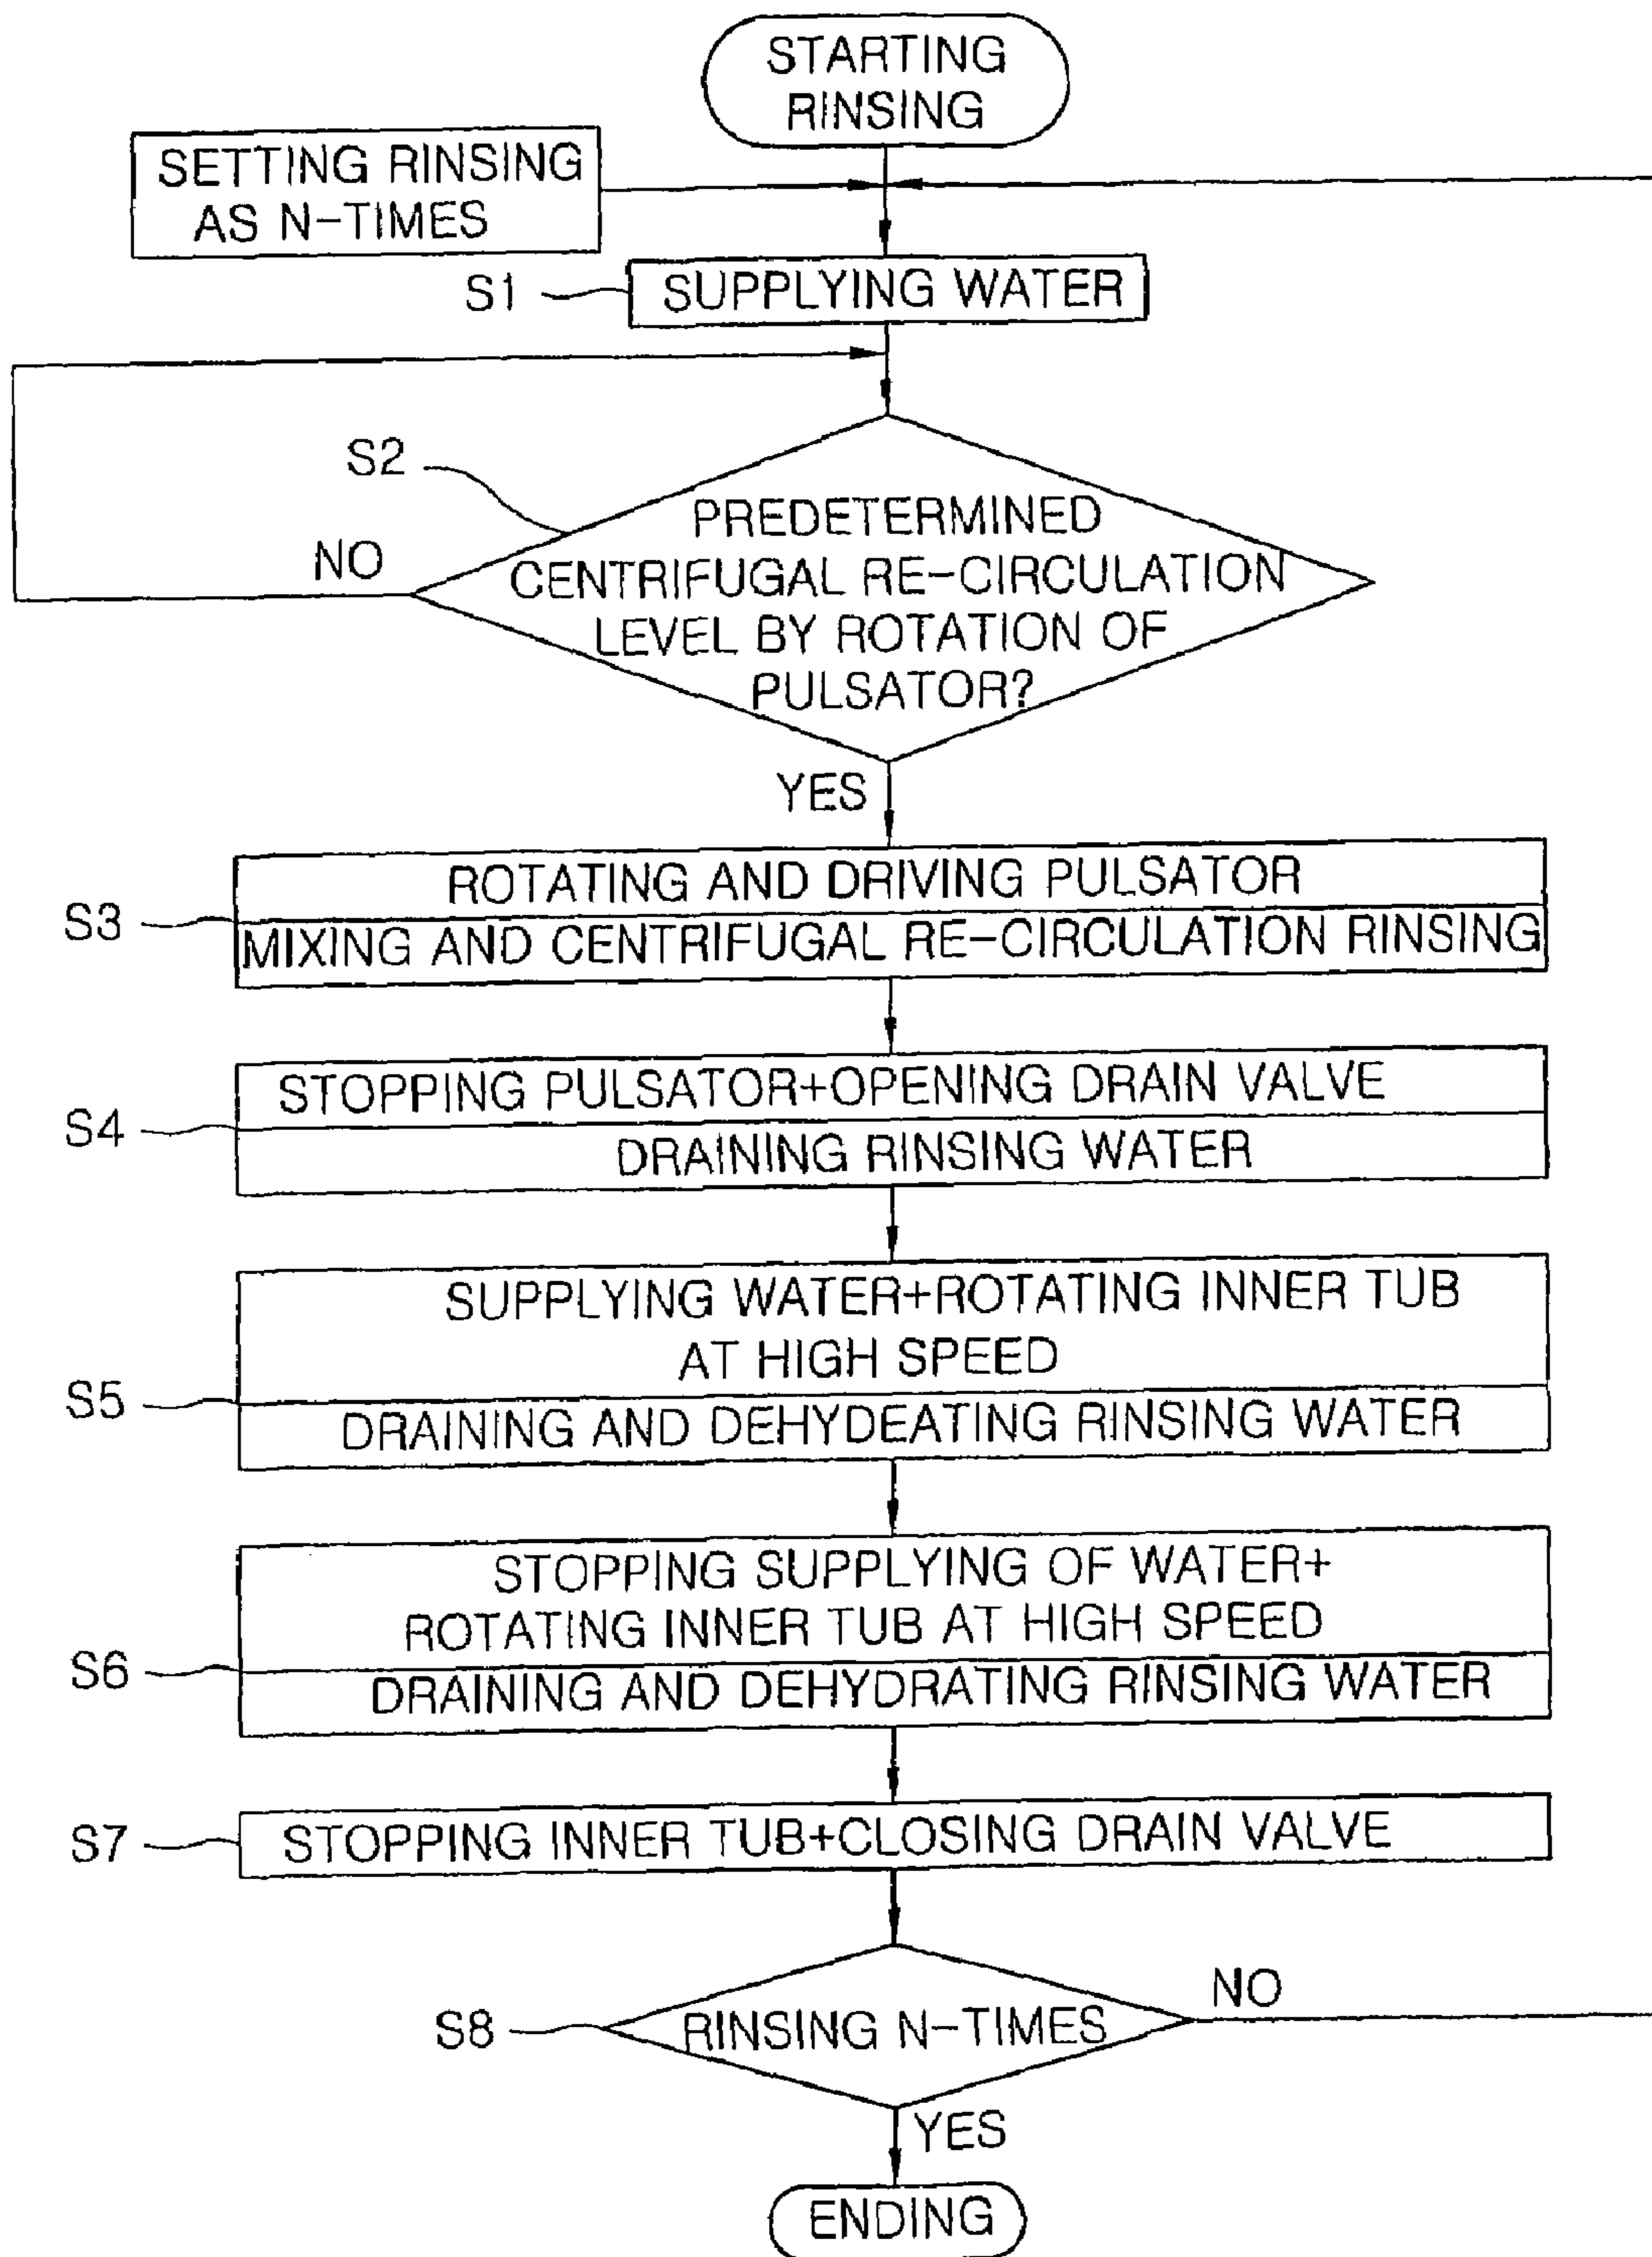 STARTING
RINSING
SETTING RINSING
AS N-TIMES
S1
SUPPLYING WATER
S2
NO
PREDETERMINED
CENTRIFUGAL RE-CIRCULATION
LEVEL BY ROTATION OF
PULSATOR?
YES
S3
ROTATING AND DRIVING PULSATOR
MIXING AND CENTRIFUGAL RE-CIRCULATION RINSING
S4
STOPPING PULSATOR+OPENING DRAIN VALVE
DRAINING RINSING WATER
S5
SUPPLYING WATER+ROTATING INNER TUB
AT HIGH SPEED
DRAINING AND DEHYDEATING RINSING WATER
S6
STOPPING SUPPLYING OF WATER+
ROTATING INNER TUB AT HIGH SPEED
DRAINING AND DEHYDRATING RINSING WATER
S7
STOPPING INNER TUB+CLOSING DRAIN VALVE
S8
RINSING N-TIMES
NO
YES
ENDING